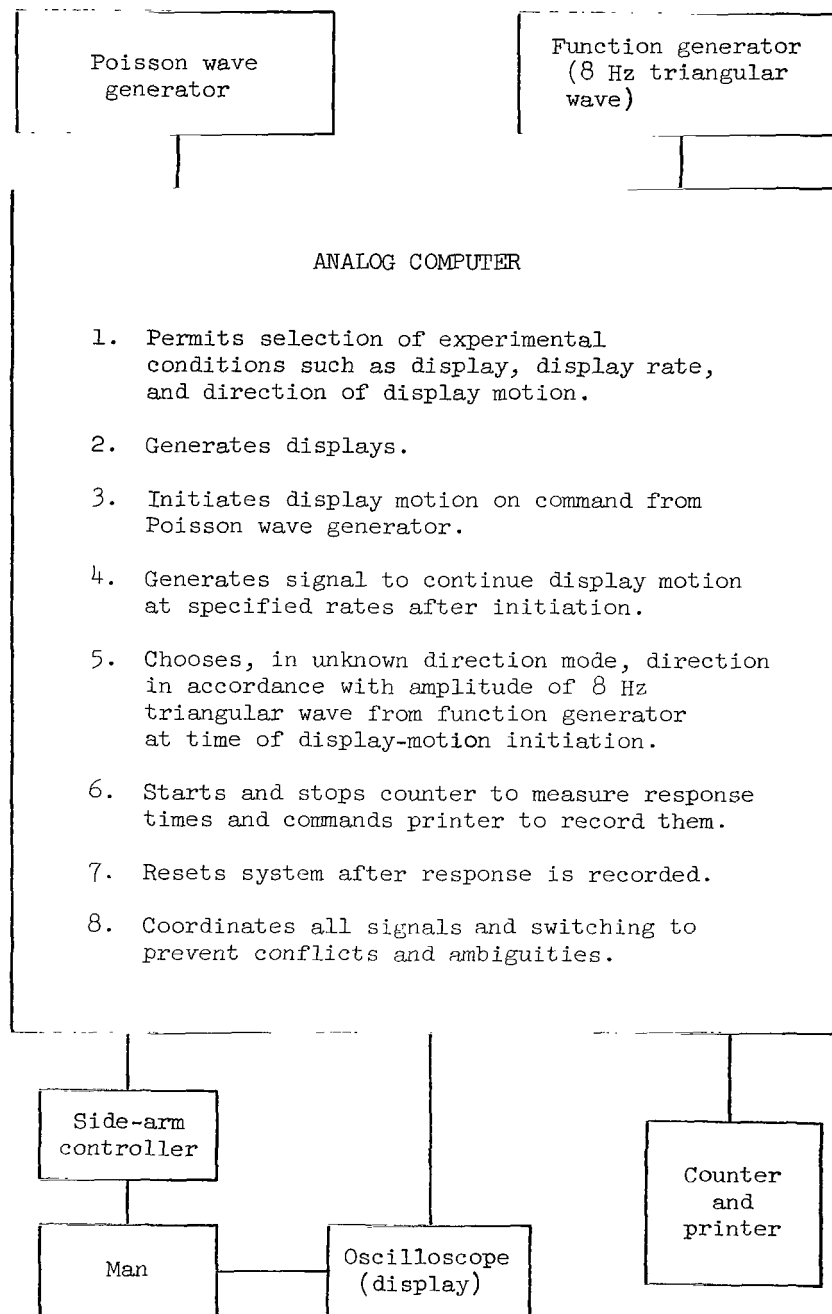 Poisson wave
generator
Function generator
(8 Hz triangular
wave)
ANALOG COMPUTER
1. Permits selection of experimental
conditions such as display, display rate,
and direction of display motion.
2. Generates displays.
3. Initiates display motion on command from
Poisson wave generator.
4. Generates signal to continue display motion
at specified rates after initiation.
5. Chooses, in unknown direction mode, direction
in accordance with amplitude of 8 Hz
triangular wave from function generator
at time of display-motion initiation.
6. Starts and stops counter to measure response
times and commands printer to record them.
7. Resets system after response is recorded.
8. Coordinates all signals and switching to
prevent conflicts and ambiguities.
Side-arm
controller
Man
Oscilloscope
(display)
Counter
and
printer